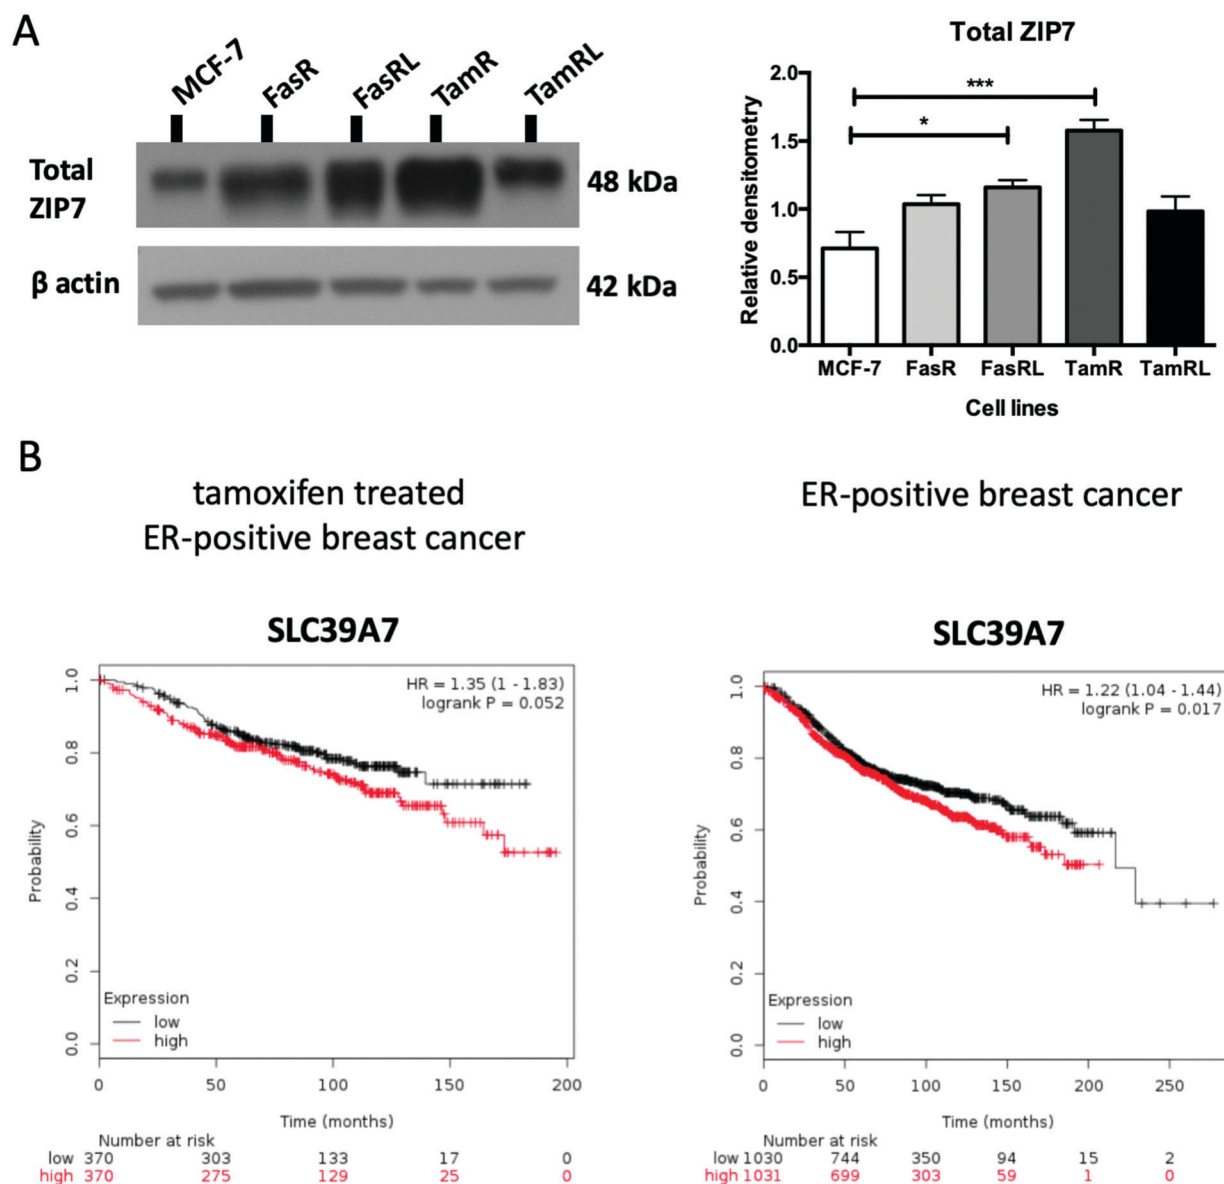 A
MCF-7
FasR
FasRL
TamR
TamRL
Total
ZIP7
48 kDa
β actin
42 kDa
Total ZIP7
Relative densitometry
2.0
1.5
1.0
0.5
0.0
***
*
MCF-7 FasR FasRL TamR TamRL
Cell lines
B
tamoxifen treated
ER-positive breast cancer
SLC39A7
HR = 1.35 (1 - 1.83)
logrank P = 0.052
Probability
1.0
0.8
0.6
0.4
0.2
0.0
Expression
low
high
0 50 100 150 200
Time (months)
Number at risk
low 370 303 133 17 0
high 370 275 129 25 0
ER-positive breast cancer
SLC39A7
HR = 1.22 (1.04 - 1.44)
logrank P = 0.017
Probability
1.0
0.8
0.6
0.4
0.2
0.0
Expression
low
high
0 50 100 150 200 250
Time (months)
Number at risk
low 1030 744 350 94 15 2
high 1031 699 303 59 1 0